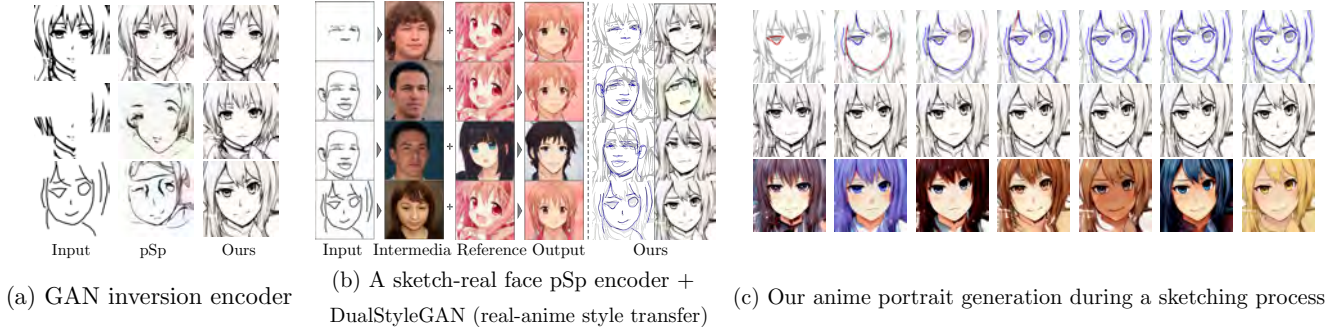 Input pSp Ours
(a) GAN inversion encoder
+
+
+
+
Input Intermedia Reference Output Ours
(b) A sketch-real face pSp encoder +
DualStyleGAN (real-anime style transfer)
(c) Our anime portrait generation during a sketching process